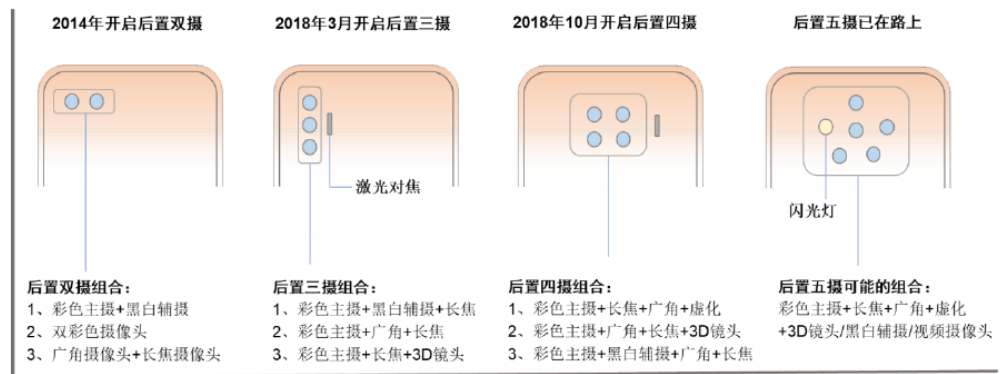 2014年开启后置双摄
2018年3月开启后置三摄
2018年10月开启后置四摄
后置五摄已在路上
激光对焦
闪光灯
后置双摄组合：
1、彩色主摄+黑白辅摄
2、双彩色摄像头
3、广角摄像头+长焦摄像头
后置三摄组合：
1、彩色主摄+黑白辅摄+长焦
2、彩色主摄+广角+长焦
3、彩色主摄+长焦+3D镜头
后置四摄组合：
1、彩色主摄+长焦+广角+虚化
2、彩色主摄+广角+长焦+3D镜头
3、彩色主摄+黑白辅摄+广角+长焦
后置五摄可能的组合：
彩色主摄+长焦+广角+虚化
+3D镜头/黑白辅摄/视频摄像头